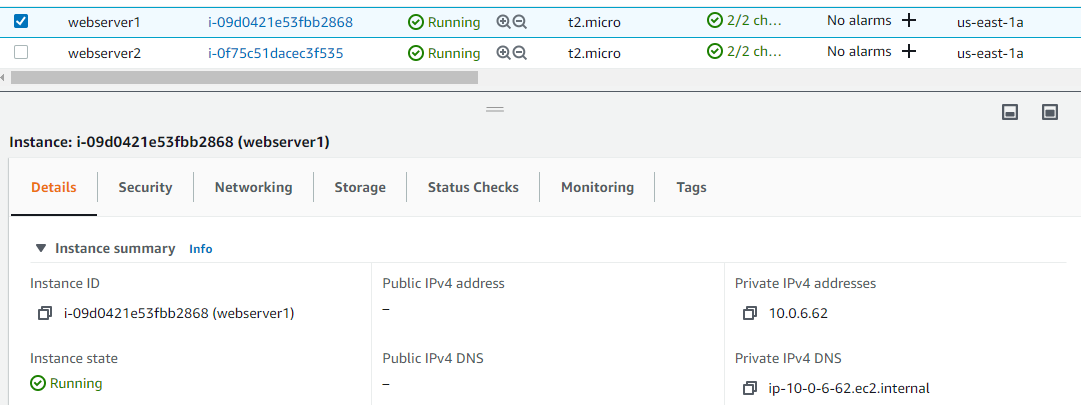 webserver1 i-09d0421e53fbb2868 Running t2.micro 2/2 ch... No alarms + us-east-1a
webserver2 i-0f75c51dacec3f535 Running t2.micro 2/2 ch... No alarms + us-east-1a
Instance: i-09d0421e53fbb2868 (webserver1)
Details Security Networking Storage Status Checks Monitoring Tags
Instance summary Info
Instance ID Public IPv4 address Private IPv4 addresses
i-09d0421e53fbb2868 (webserver1) – 10.0.6.62
Instance state Public IPv4 DNS Private IPv4 DNS
Running – ip-10-0-6-62.ec2.internal